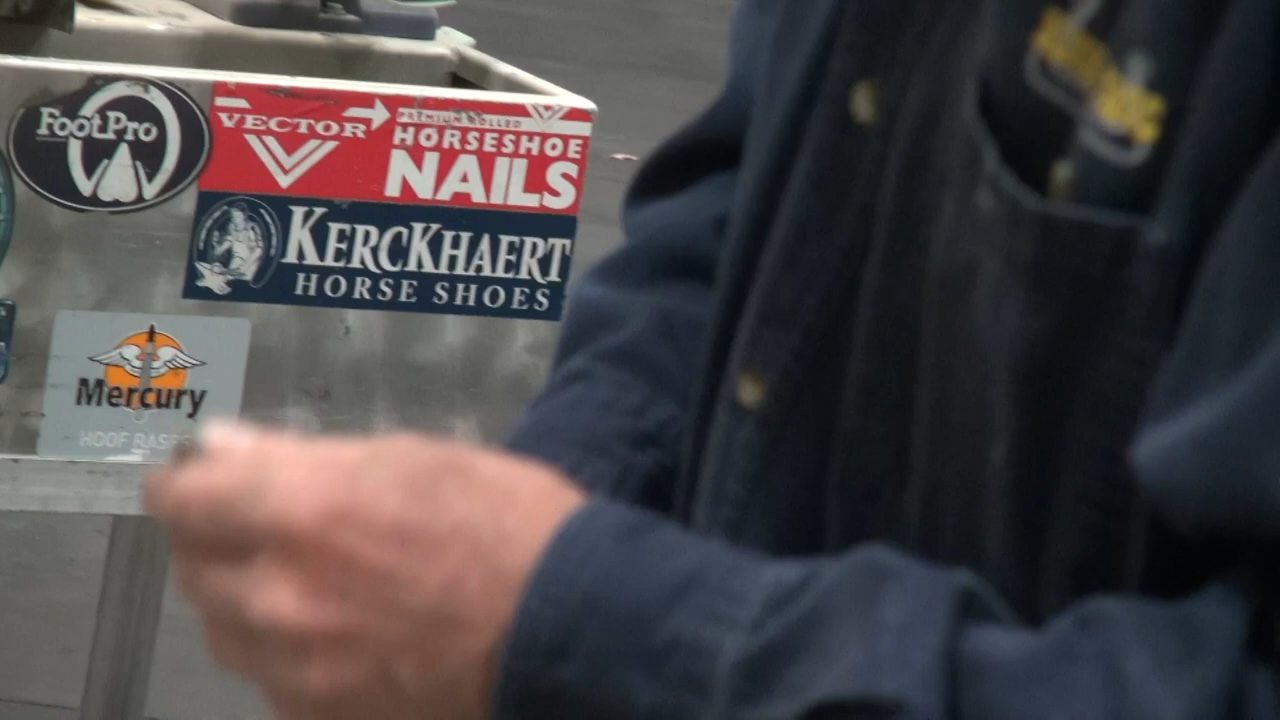 FootPro
VECTOR
PREMIUM ROLLED
HORSESHOE
NAILS
KERCKHAERT
HORSE SHOES
Mercury
HOOF RASPS